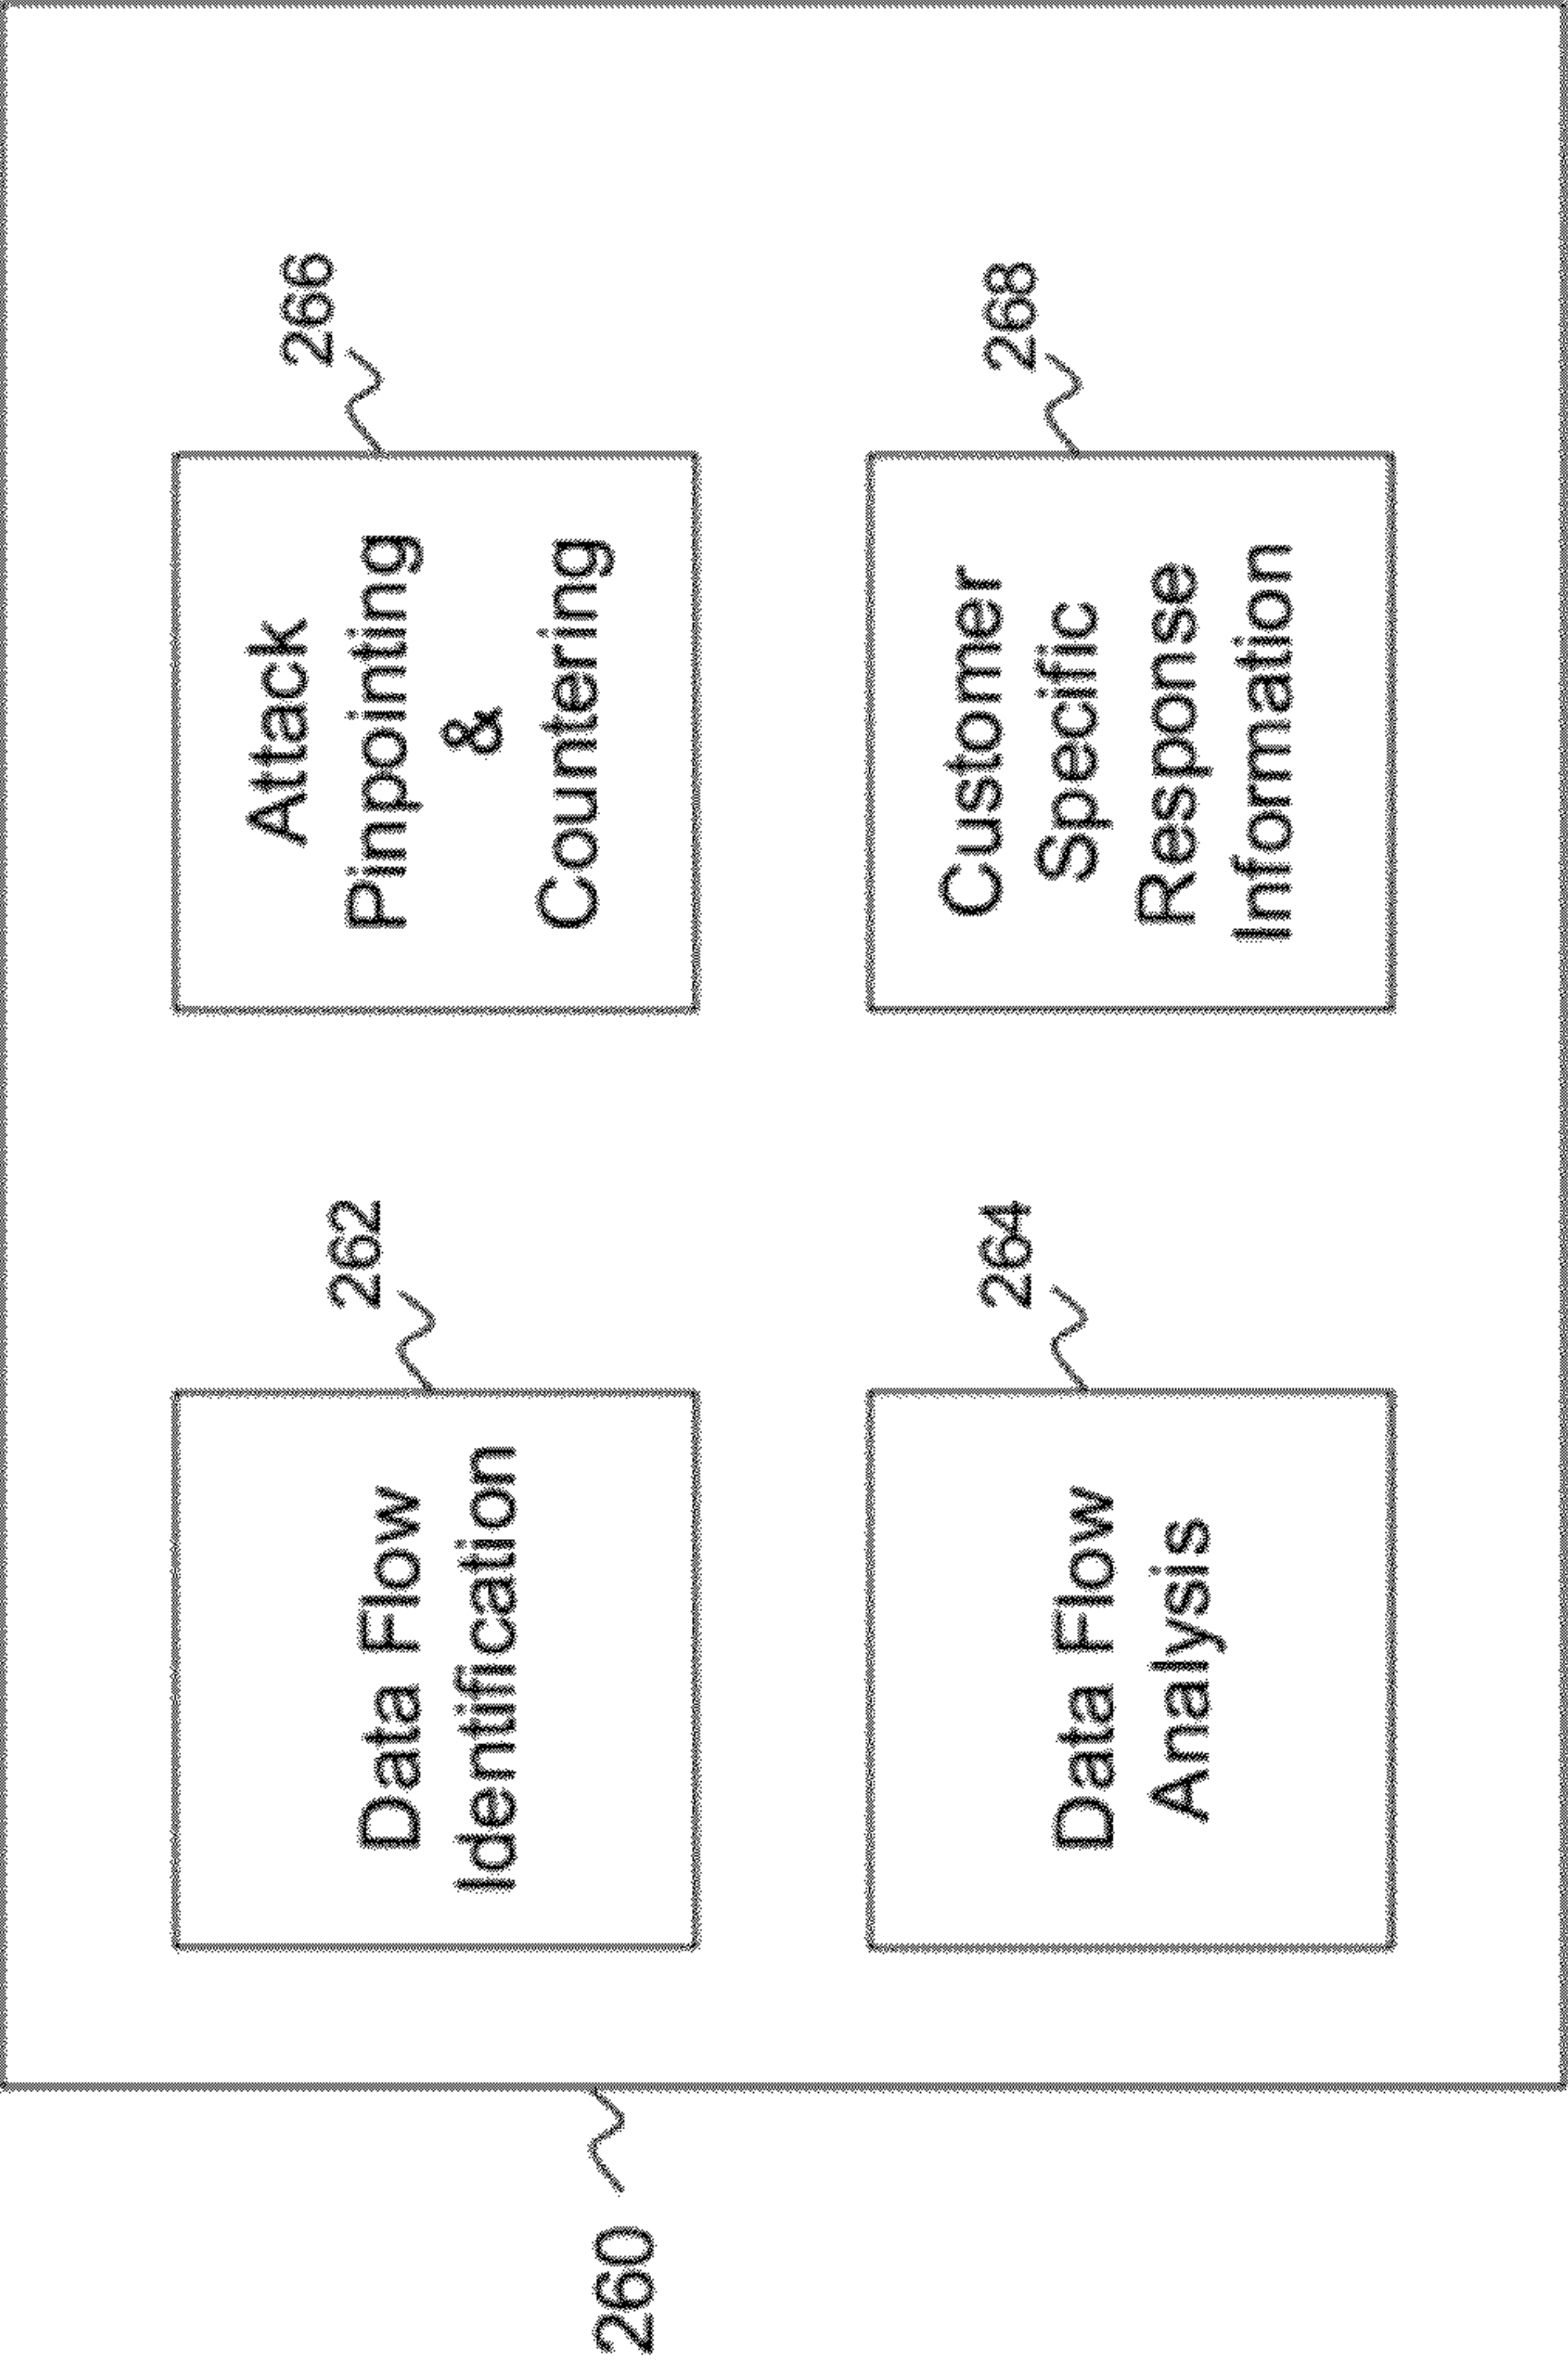 260
262
Data Flow
Identification
266
Attack
Pinpointing
&
Countering
264
Data Flow
Analysis
268
Customer
Specific
Response
Information